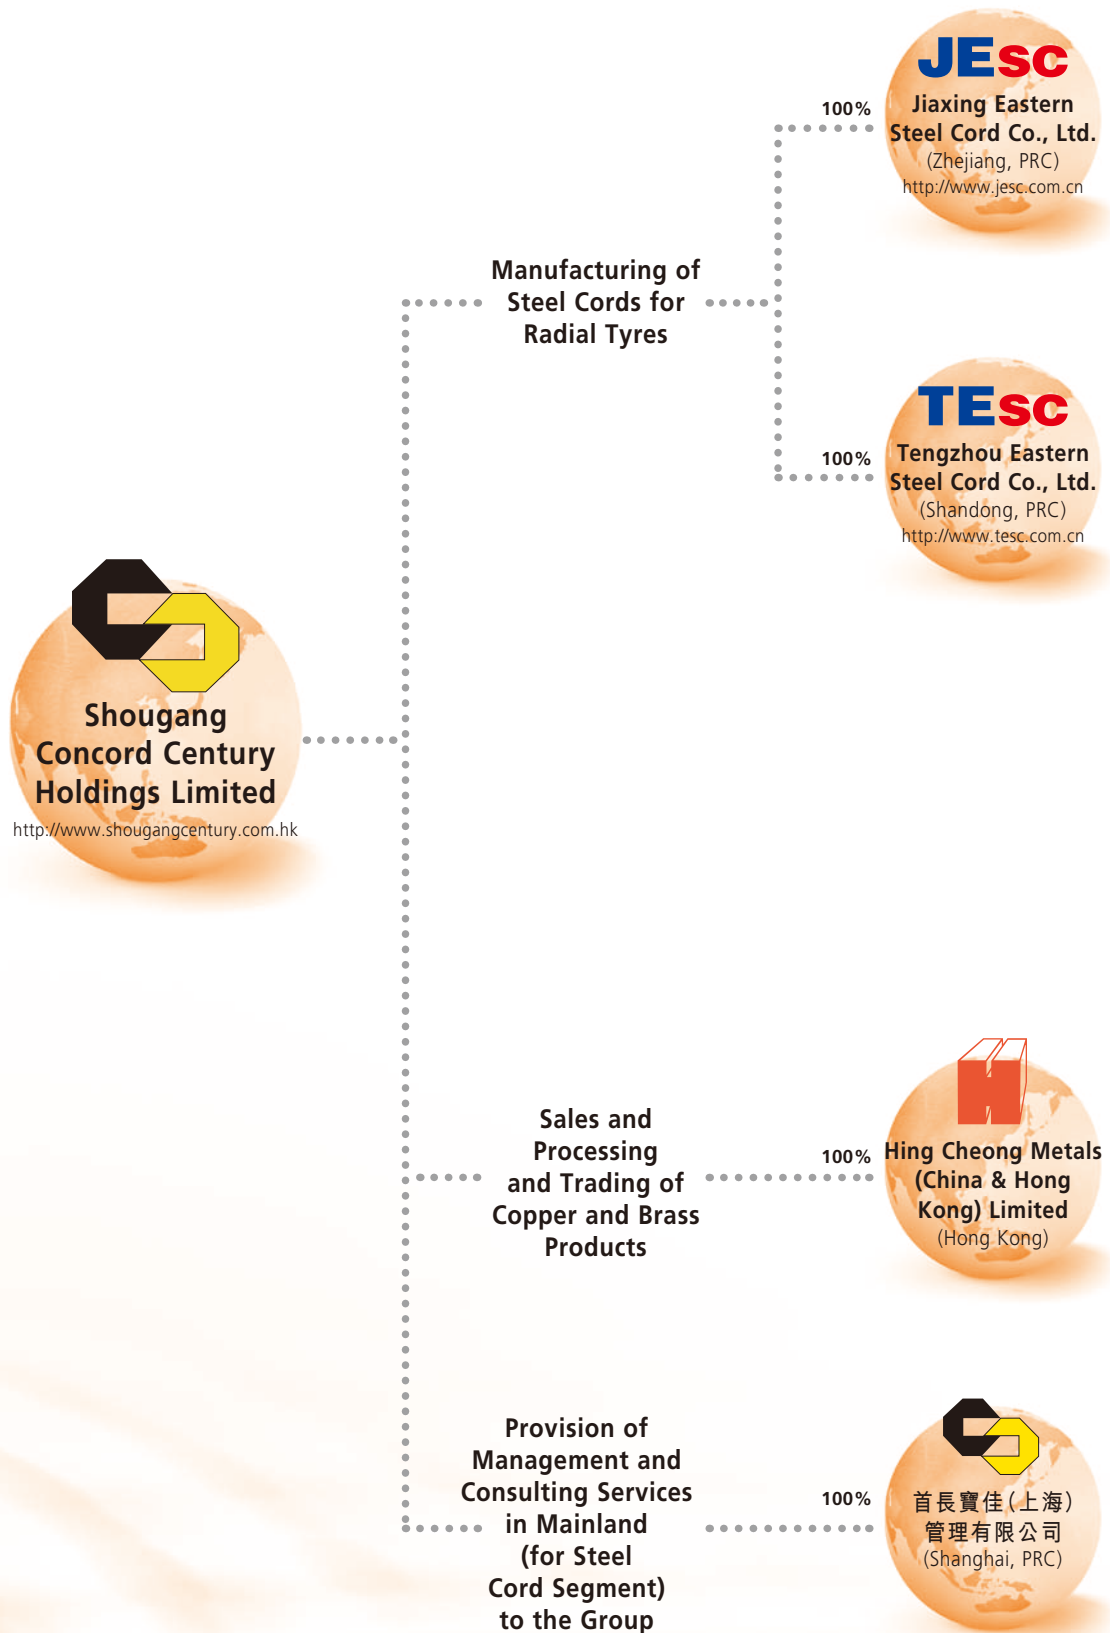 JESC
Jiaxing Eastern
Steel Cord Co., Ltd.
(Zhejiang, PRC)
http://www.jesc.com.cn
100%
Manufacturing of
Steel Cords for
Radial Tyres
TESC
Tengzhou Eastern
Steel Cord Co., Ltd.
(Shandong, PRC)
http://www.tesc.com.cn
100%
Shougang
Concord Century
Holdings Limited
http://www.shougangcentury.com.hk
Sales and
Processing
and Trading of
Copper and Brass
Products
100%
H
Hing Cheong Metals
(China & Hong
Kong) Limited
(Hong Kong)
Provision of
Management and
Consulting Services
in Mainland
(for Steel
Cord Segment)
to the Group
100%
首長寶佳(上海)
管理有限公司
(Shanghai, PRC)